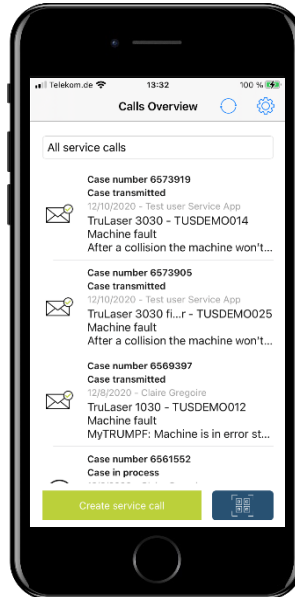 Telekom.de 13:32 100 %
Calls Overview
All service calls
Case number 6573919
Case transmitted
12/10/2020 - Test user Service App
TruLaser 3030 - TUSDEMO014
Machine fault
After a collision the machine won't...
Case number 6573905
Case transmitted
12/10/2020 - Test user Service App
TruLaser 3030 fi...r - TUSDEMO025
Machine fault
After a collision the machine won't...
Case number 6569397
Case transmitted
12/8/2020 - Claire Gregoire
TruLaser 1030 - TUSDEMO012
Machine fault
MyTRUMPF: Machine is in error st...
Case number 6561552
Case in process
Create service call